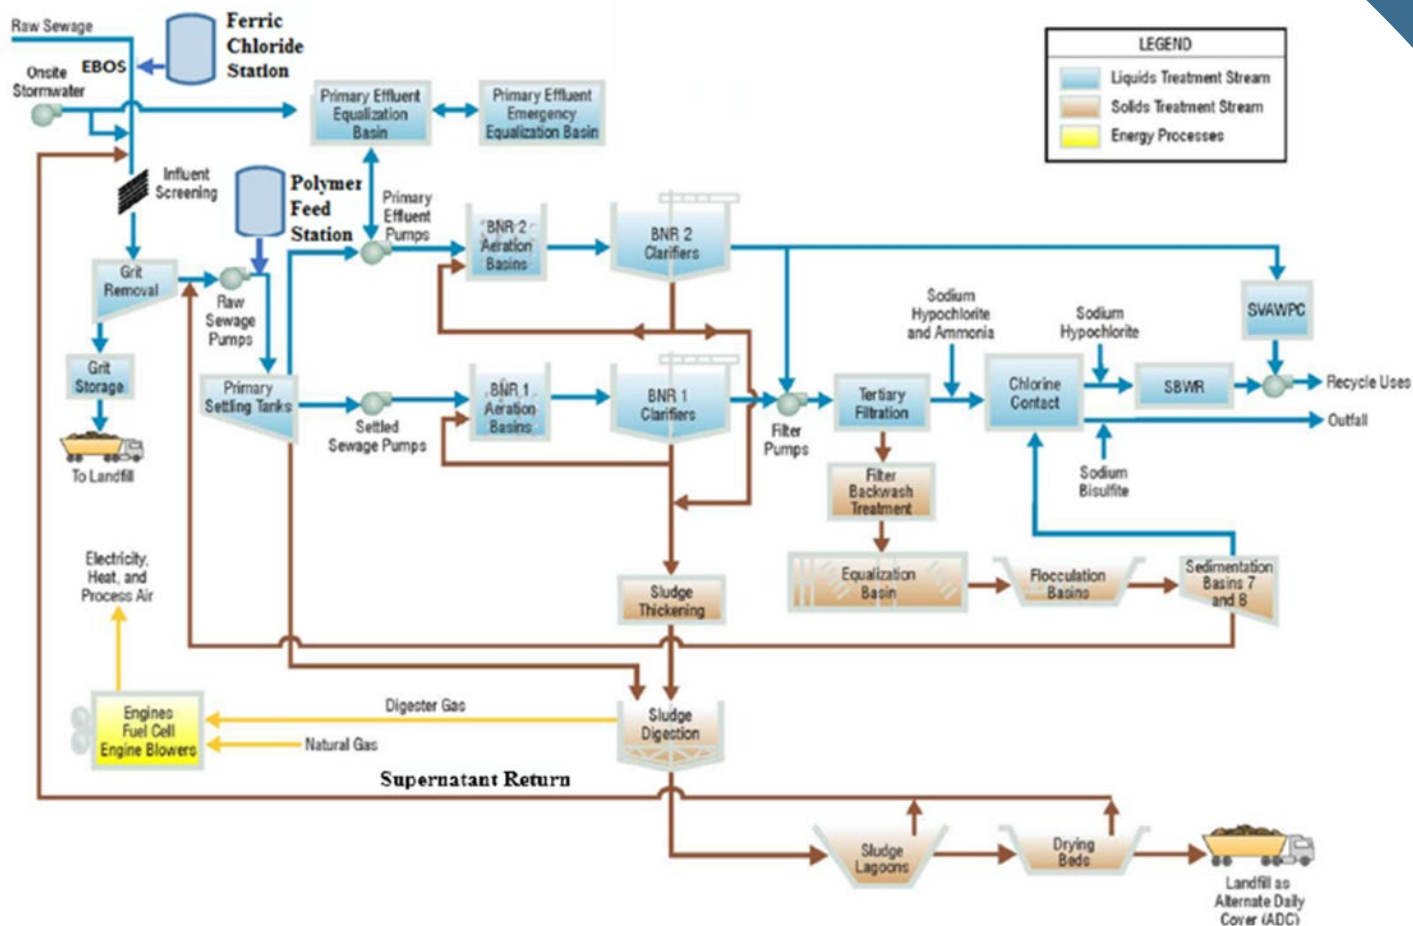 Raw Sewage
Ferric
Chloride
Station
EBOS
Onsite
Stormwater
Primary Effluent
Equalization
Basin
Primary Effluent
Emergency
Equalization Basin
LEGEND
Liquids Treatment Stream
Solids Treatment Stream
Energy Processes
Influent
Screening
Polymer
Feed
Station
Primary
Effluent
Pumps
BNR 2
Aeration
Basins
BNR 2
Clarifiers
Grit
Removal
Raw
Sewage
Pumps
Sodium
Hypochlorite
and Ammonia
Sodium
Hypochlorite
SVAWPC
Grit
Storage
Primary
Settling Tanks
Settled
Sewage Pumps
BNR 1
Aeration
Basins
BNR 1
Clarifiers
Filter
Pumps
Tertiary
Filtration
Chlorine
Contact
SBWR
Recycle Uses
Outfall
To Landfill
Filter
Backwash
Treatment
Sodium
Bisulfite
Electricity,
Heat, and
Process Air
Sludge
Thickening
Equalization
Basin
Flocculation
Basins
Sedimentation
Basins 7
and 8
Engines
Fuel Cell
Engine Blowers
Digester Gas
Natural Gas
Sludge
Digestion
Supernatant Return
Sludge
Lagoons
Drying
Beds
Landfill as
Alternate Daily
Cover (ADC)